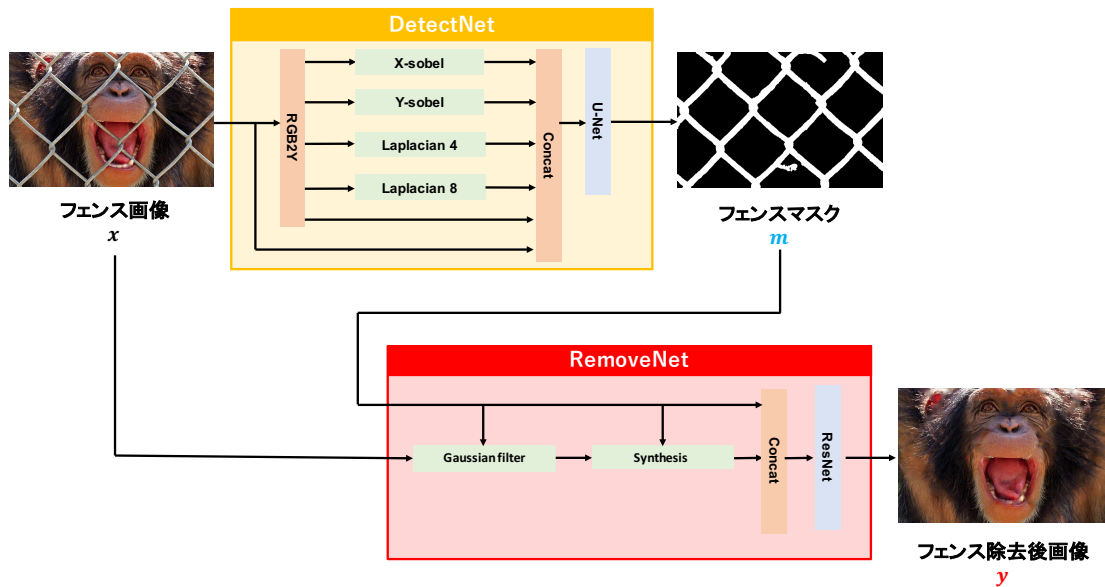 DetectNet
RGB2Y
X-sobel
Y-sobel
Laplacian 4
Laplacian 8
Concat
U-Net
フェンス画像
x
フェンスマスク
m
RemoveNet
Gaussian filter
Synthesis
Concat
ResNet
フェンス除去後画像
y